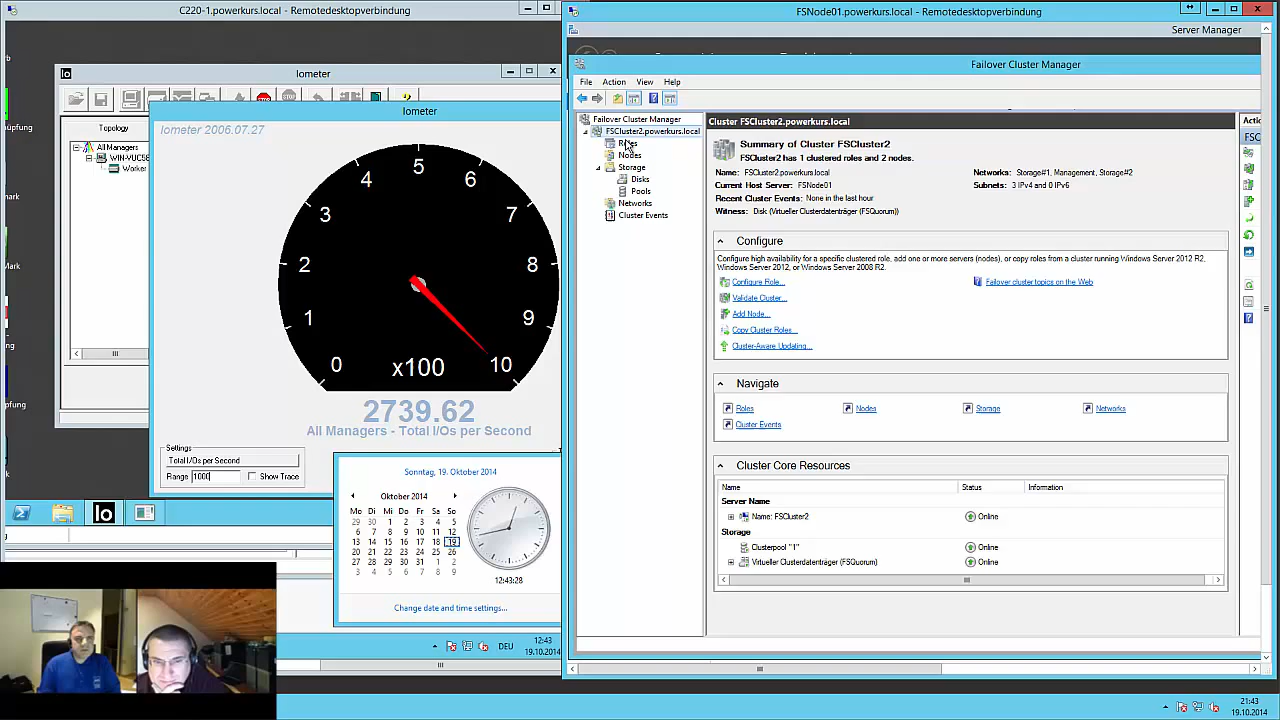 C220-1.powerkurs.local - Remotedesktopverbindung
Iometer
Topology
All Managers
WIN-VUC58
Worker
Iometer
Iometer 2006.07.27
0
1
2
3
4
5
6
7
8
9
10
x100
2739.62
All Managers - Total I/Os per Second
Settings
Total I/Os per Second
Range
1000
Show Trace
Sonntag, 19. Oktober 2014
Oktober 2014
Mo Di Mi Do Fr Sa So
29 30 1 2 3 4 5
6 7 8 9 10 11 12
13 14 15 16 17 18 19
20 21 22 23 24 25 26
27 28 29 30 31 1 2
3 4 5 6 7 8 9
12:43:28
Change date and time settings...
DEU
12:43
19.10.2014
FSNode01.powerkurs.local - Remotedesktopverbindung
Server Manager
Failover Cluster Manager
File Action View Help
Failover Cluster Manager
FSCluster2.powerkurs.local
Roles
Nodes
Storage
Disks
Pools
Networks
Cluster Events
Cluster FSCluster2.powerkurs.local
Summary of Cluster FSCluster2
FSCluster2 has 1 clustered roles and 2 nodes.
Name: FSCluster2.powerkurs.local
Networks: Storage#1, Management, Storage#2
Current Host Server: FSNode01
Subnets: 3 IPv4 and 0 IPv6
Recent Cluster Events: None in the last hour
Witness: Disk (Virtueller Clusterdatenträger (FSQuorum))
Configure
Configure high availability for a specific clustered role, add one or more servers (nodes), or copy roles from a cluster running Windows Server 2012 R2,
Windows Server 2012, or Windows Server 2008 R2.
Configure Role...
Failover cluster topics on the Web
Validate Cluster...
Add Node...
Copy Cluster Roles...
Cluster-Aware Updating...
Navigate
Roles
Nodes
Storage
Networks
Cluster Events
Cluster Core Resources
Name Status Information
Server Name
Name: FSCluster2 Online
Storage
Clusterpool "1" Online
Virtueller Clusterdatenträger (FSQuorum) Online
Actic
FSC
21:43
19.10.2014